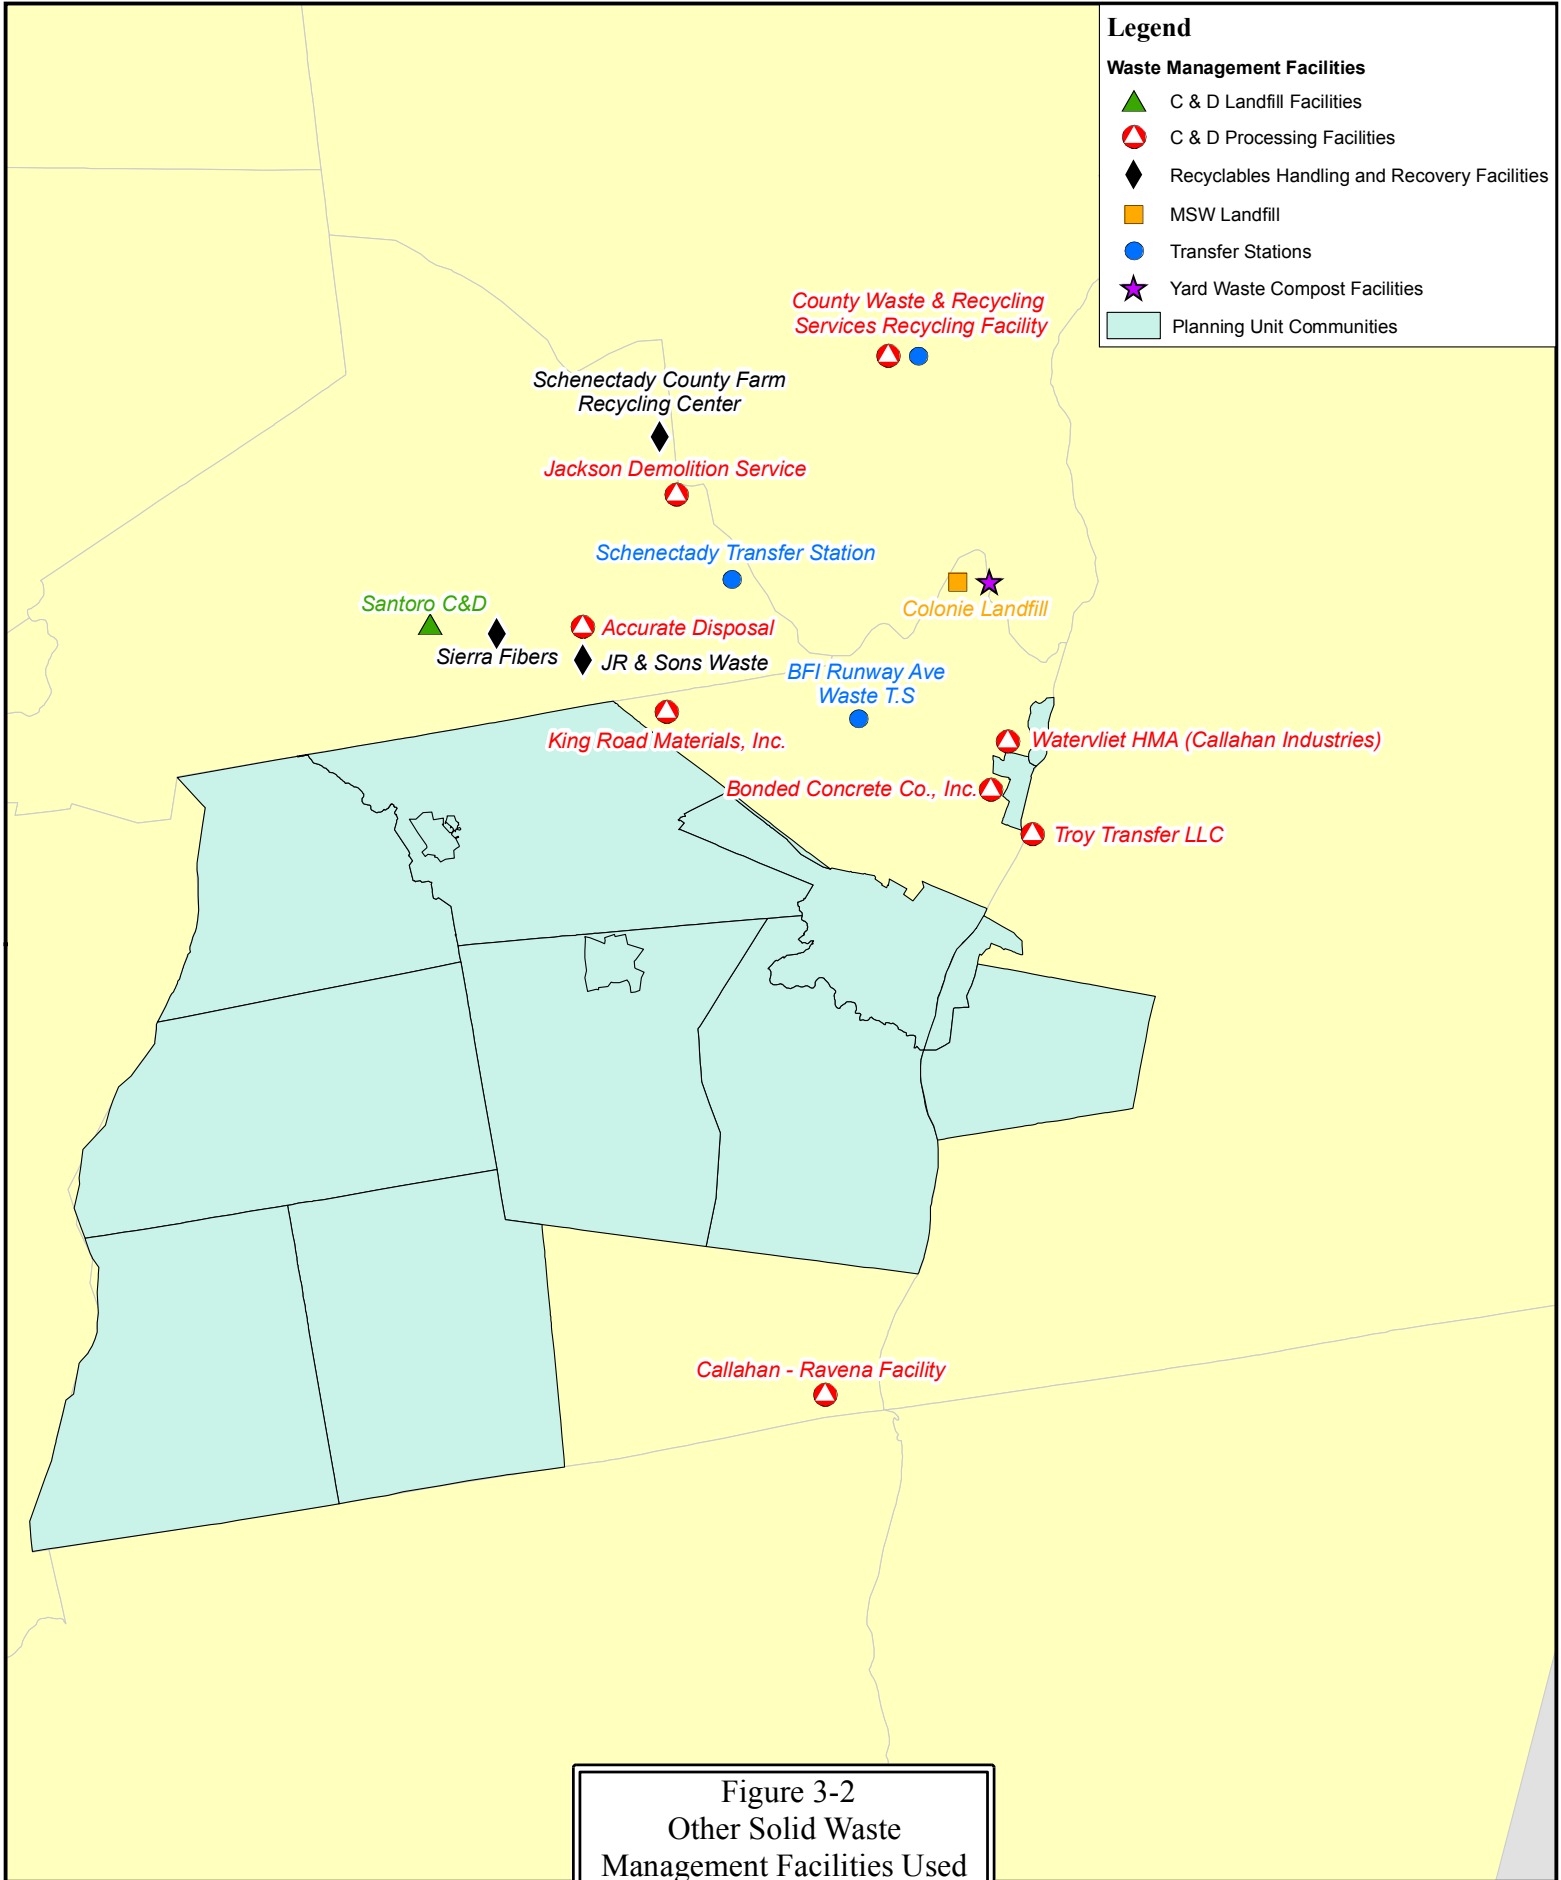 Legend
Waste Management Facilities
C & D Landfill Facilities
C & D Processing Facilities
Recyclables Handling and Recovery Facilities
MSW Landfill
Transfer Stations
Yard Waste Compost Facilities
Planning Unit Communities
County Waste & Recycling
Services Recycling Facility
Schenectady County Farm
Recycling Center
Jackson Demolition Service
Schenectady Transfer Station
Colonie Landfill
Santoro C&D
Accurate Disposal
Sierra Fibers
JR & Sons Waste
BFI Runway Ave
Waste T.S
King Road Materials, Inc.
Watervliet HMA (Callahan Industries)
Bonded Concrete Co., Inc.
Troy Transfer LLC
Callahan - Ravena Facility
Figure 3-2
Other Solid Waste
Management Facilities Used